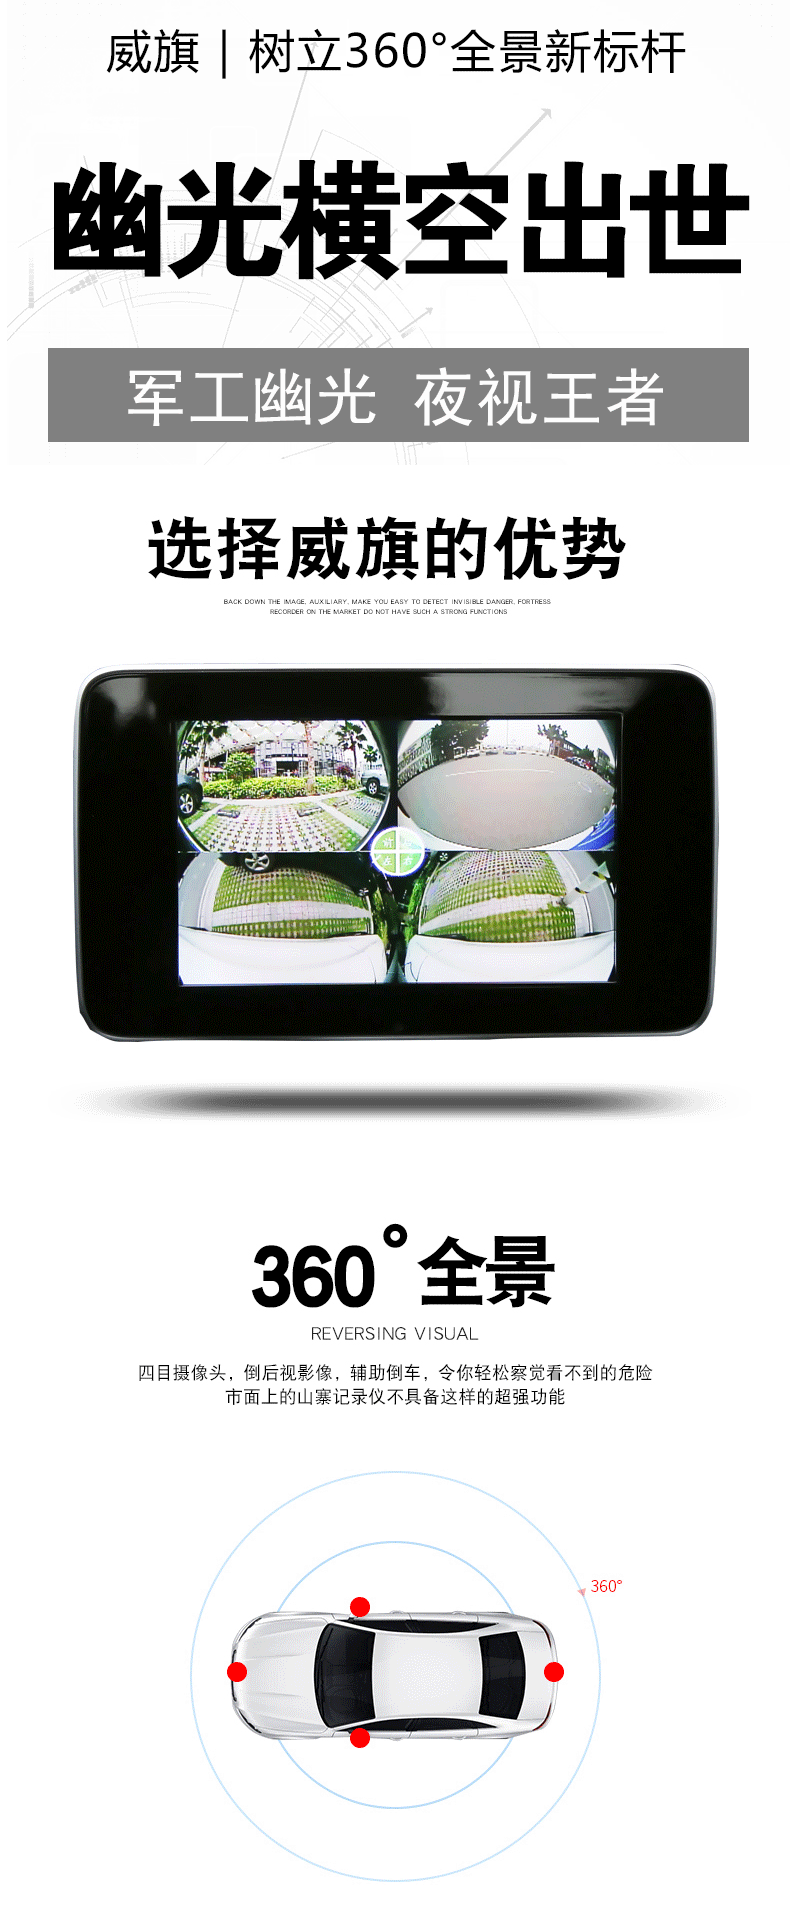 威旗｜树立360°全景新标杆
幽光横空出世
军工幽光 夜视王者
选择威旗的优势
BACK DOWN THE IMAGE, AUXILIARY, MAKE YOU EASY TO DETECT INVISIBLE DANGER, FORTRESS
RECORDER ON THE MARKET DO NOT HAVE SUCH A STRONG FUNCTIONS
前
左 右
360°全景
REVERSING VISUAL
四目摄像头，倒后视影像，辅助倒车，令你轻松察觉看不到的危险
市面上的山寨记录仪不具备这样的超强功能
360°